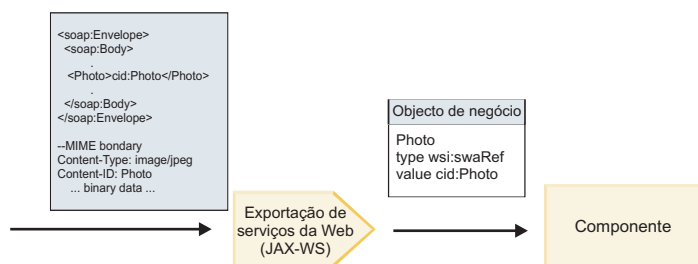 <soap:Envelope>
<soap:Body>
.
<Photo>cid:Photo</Photo>
.
</soap:Body>
</soap:Envelope>
--MIME bondary
Content-Type: image/jpeg
Content-ID: Photo
... binary data ...
Exportação de
serviços da Web
(JAX-WS)
Objecto de negócio
Photo
type wsi:swaRef
value cid:Photo
Componente